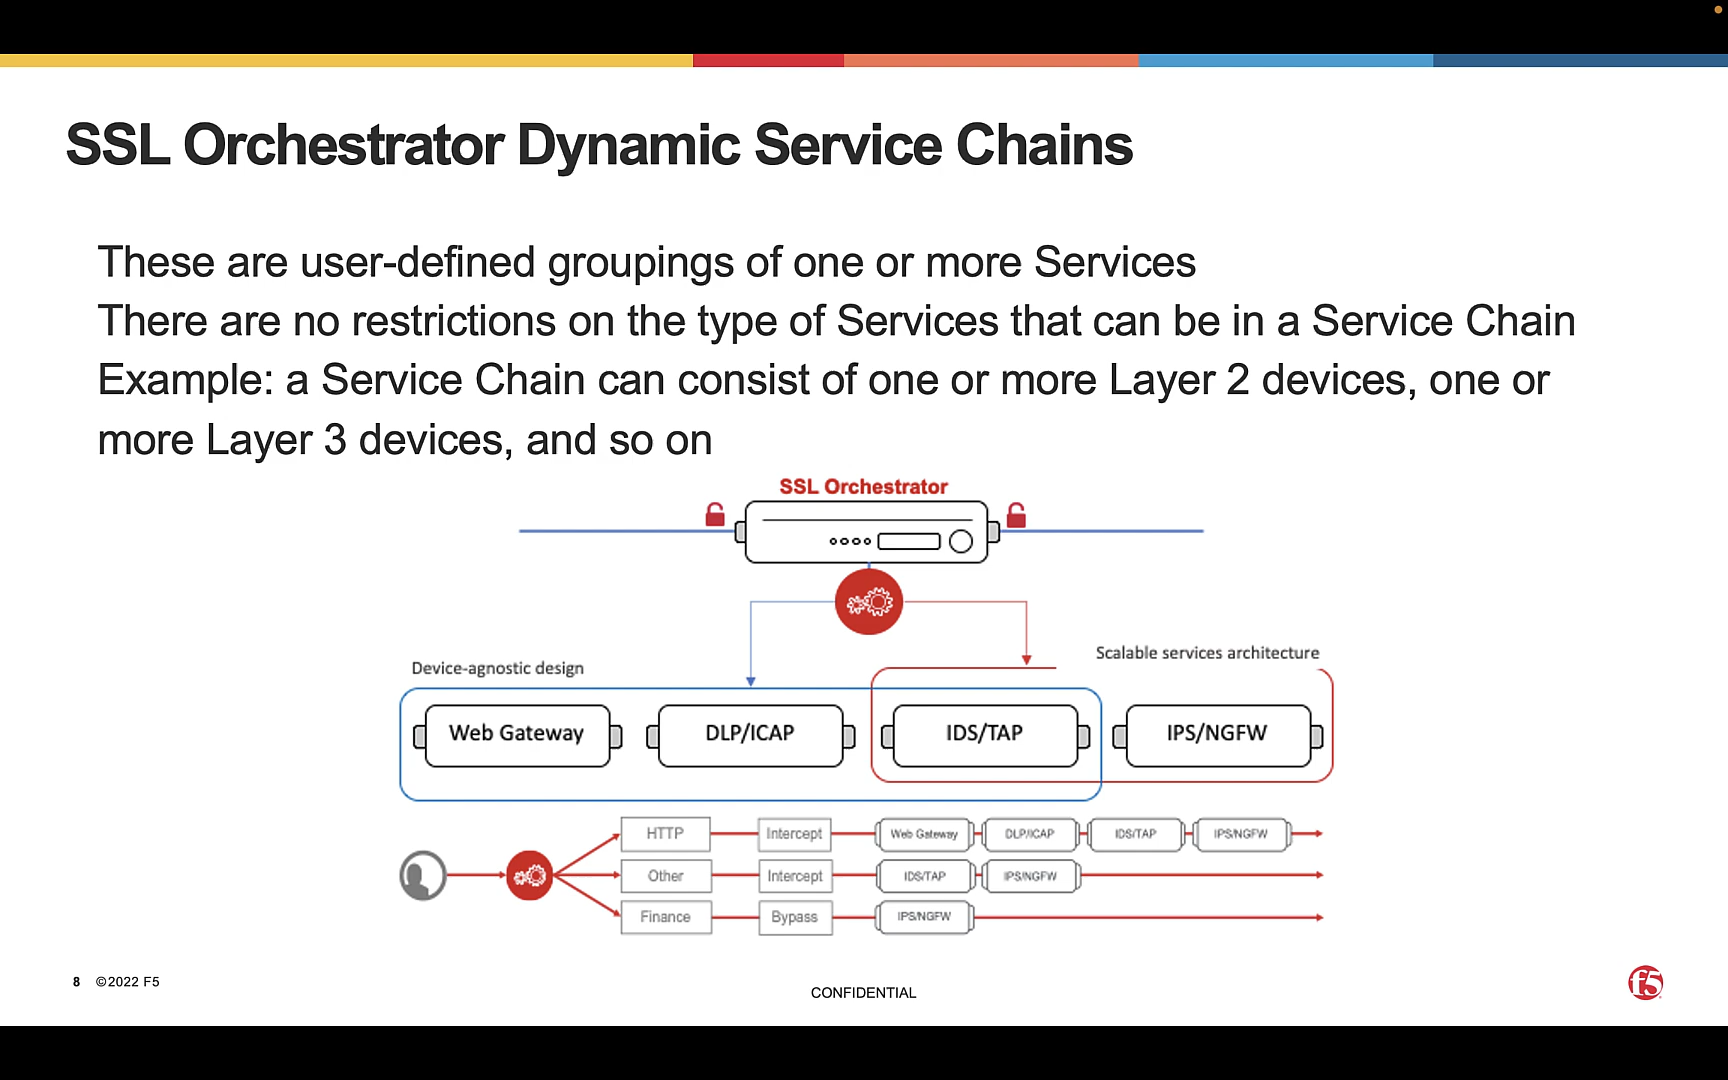 SSL Orchestrator Dynamic Service Chains
These are user-defined groupings of one or more Services
There are no restrictions on the type of Services that can be in a Service Chain
Example: a Service Chain can consist of one or more Layer 2 devices, one or
more Layer 3 devices, and so on
SSL Orchestrator
Device-agnostic design
Scalable services architecture
Web Gateway
DLP/ICAP
IDS/TAP
IPS/NGFW
HTTP
Intercept
Web Gateway
DLP/ICAP
IDS/TAP
IPS/NGFW
Other
Intercept
IDS/TAP
IPS/NGFW
Finance
Bypass
IPS/NGFW
8 ©2022 F5
CONFIDENTIAL
f5